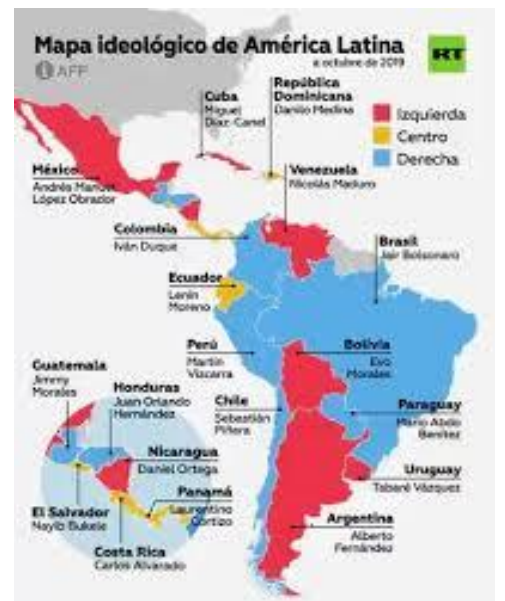 Mapa ideológico de América Latina
a octubre de 2019
AFP
RT
Izquierda
Centro
Derecha
Cuba
Miguel
Díaz-Canel
República
Dominicana
Danilo Medina
México
Andrés Manuel
López Obrador
Venezuela
Nicolás Maduro
Colombia
Iván Duque
Brasil
Jair Bolsonaro
Ecuador
Lenín
Moreno
Perú
Martín
Vizcarra
Bolivia
Evo
Morales
Guatemala
Jimmy
Morales
Honduras
Juan Orlando
Hernández
Chile
Sebastián
Piñera
Paraguay
Mario Abdo
Benítez
Nicaragua
Daniel Ortega
Uruguay
Tabaré Vázquez
Panamá
Laurentino
Cortizo
El Salvador
Nayib Bukele
Costa Rica
Carlos Alvarado
Argentina
Alberto
Fernández